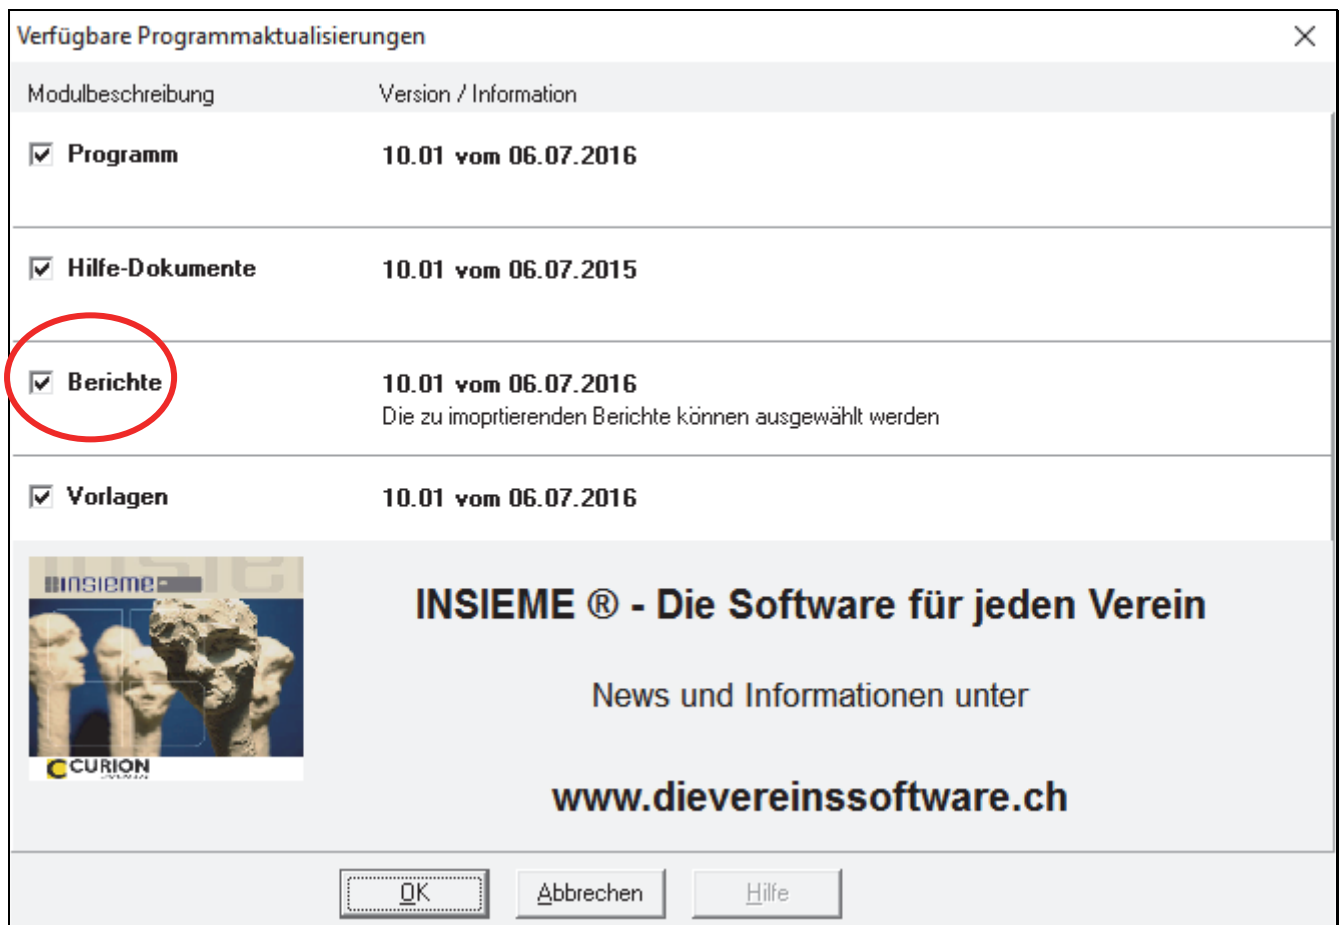 Verfügbare Programmaktualisierungen
Modulbeschreibung Version / Information
Programm 10.01 vom 06.07.2016
Hilfe-Dokumente 10.01 vom 06.07.2015
Berichte 10.01 vom 06.07.2016
Die zu imoprtierenden Berichte können ausgewählt werden
Vorlagen 10.01 vom 06.07.2016
insieme
CURION
INSIEME ® - Die Software für jeden Verein
News und Informationen unter
www.dievereinssoftware.ch
OK Abbrechen Hilfe